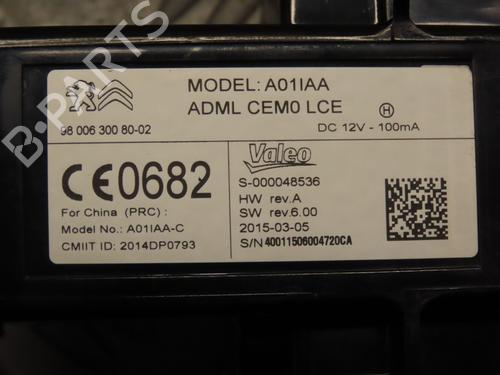 MODEL: A01IAA
ADML CEM0 LCE
H
98 006 300 80-02
DC 12V - 100mA
CE0682
Valeo
S-000048536
HW rev.A
SW rev.6.00
2015-03-05
S/N 40011506004720CA
For China (PRC) :
Model No.: A01IAA-C
CMIIT ID: 2014DP0793
B-PARTS